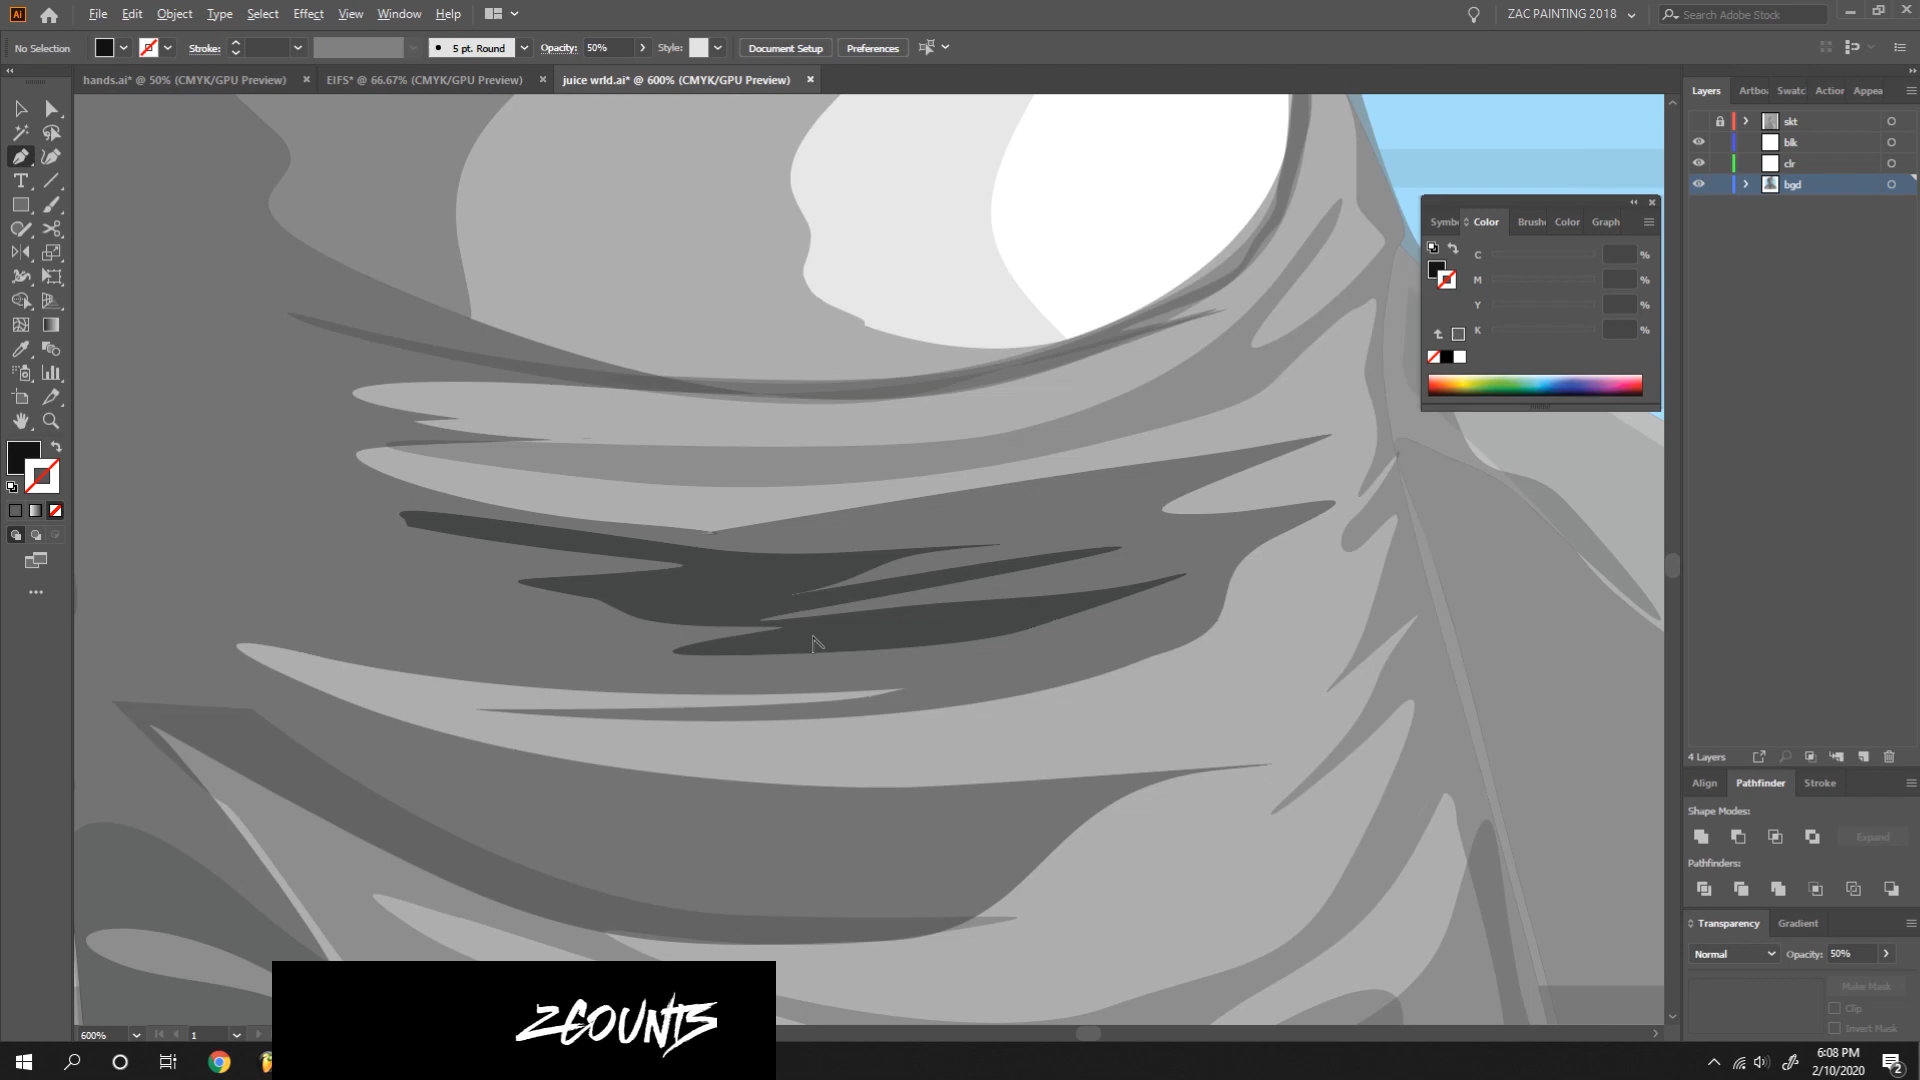 Ai File Edit Object Type Select Effect View Window Help ZAC PAINTING 2018 Search Adobe Stock
No Selection Stroke: 5 pt. Round Opacity: 50% Style: Document Setup Preferences
hands.ai* @ 50% (CMYK/GPU Preview) EIFS* @ 66.67% (CMYK/GPU Preview) juice wrld.ai* @ 600% (CMYK/GPU Preview)
Layers Artbo Swatc Action Appea
skt
blk
clr
bgd
Symb Color Brush Color Graph
C %
M %
Y %
K %
4 Layers
Align Pathfinder Stroke
Shape Modes:
Expand
Pathfinders:
Transparency Gradient
Normal Opacity: 50%
Make Mask
Clip
Invert Mask
ZCOUNTS
600% 1
6:08 PM
2/10/2020
2